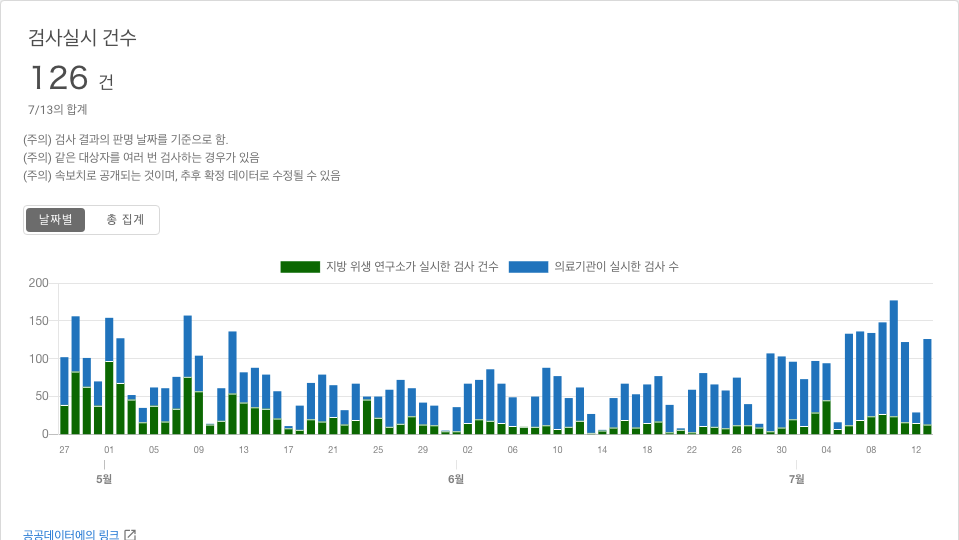 검사실시 건수
126 건
7/13의 합계
(주의) 검사 결과의 판명 날짜를 기준으로 함.
(주의) 같은 대상자를 여러 번 검사하는 경우가 있음
(주의) 속보치로 공개되는 것이며, 추후 확정 데이터로 수정될 수 있음
날짜별 총 집계
지방 위생 연구소가 실시한 검사 건수 의료기관이 실시한 검사 수
200
150
100
50
0
27 01 05 09 13 17 21 25 29 02 06 10 14 18 22 26 30 04 08 12
5월 6월 7월
공공데이터에의 링크